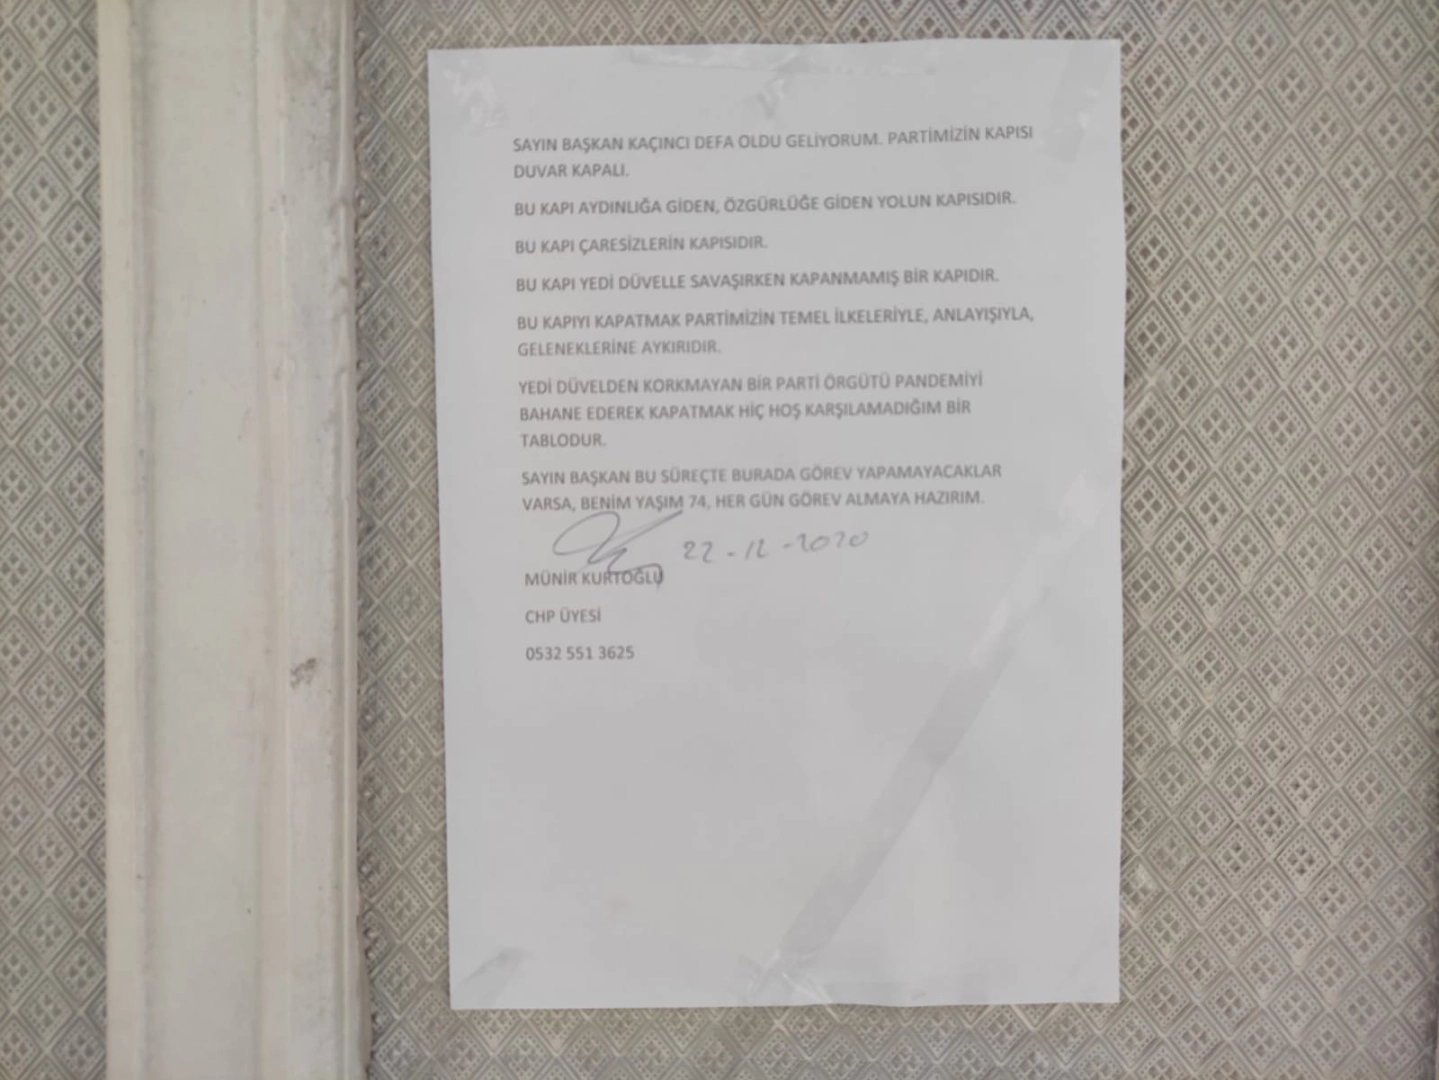 SAYIN BAŞKAN KAÇINCI DEFA OLDU GELİYORUM. PARTİMİZİN KAPISI
DUVAR KAPALI.
BU KAPI AYDINLIĞA GİDEN, ÖZGÜRLÜĞE GİDEN YOLUN KAPISIDIR.
BU KAPI ÇARESİZLERİN KAPISIDIR.
BU KAPI YEDİ DÜVELLE SAVAŞIRKEN KAPANMAMIŞ BİR KAPIDIR.
BU KAPIYI KAPATMAK PARTİMİZİN TEMEL İLKELERİYLE, ANLAYIŞIYLA,
GELENEKLERİNE AYKIRIDIR.
YEDİ DÜVELDEN KORKMAYAN BİR PARTİ ÖRGÜTÜ PANDEMİYİ
BAHANE EDEREK KAPATMAK HİÇ HOŞ KARŞILAMADIĞIM BİR
TABLODUR.
SAYIN BAŞKAN BU SÜREÇTE BURADA GÖREV YAPAMAYACAKLAR
VARSA, BENİM YAŞIM 74, HER GÜN GÖREV ALMAYA HAZIRIM.
22-12-2020
MÜNİR KURTOĞLU
CHP ÜYESİ
0532 551 3625